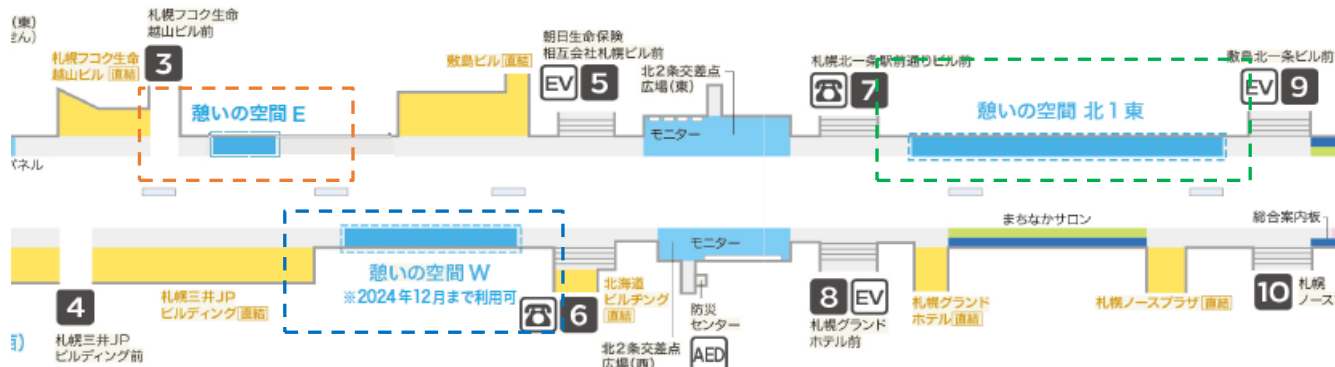 (東)
せん)
札幌フコク生命
越山ビル前
札幌フコク生命
越山ビル 直結
3
憩いの空間 E
敷島ビル 直結
朝日生命保険
相互会社札幌ビル前
EV 5
北2条交差点
広場(東)
モニター
札幌北一条駅前通りビル前
7
憩いの空間 北1東
敷島北一条ビル前
EV 9
パネル
4
札幌三井JP
ビルディング前
札幌三井JP
ビルディング 直結
憩いの空間 W
※2024年12月まで利用可
6
北海道
ビルヂング
直結
モニター
北2条交差点
広場(西)
防災
センター
AED
8 EV
札幌グランド
ホテル前
札幌グランド
ホテル 直結
まちなかサロン
札幌ノースプラザ 直結
総合案内板
10 札幌
ノース